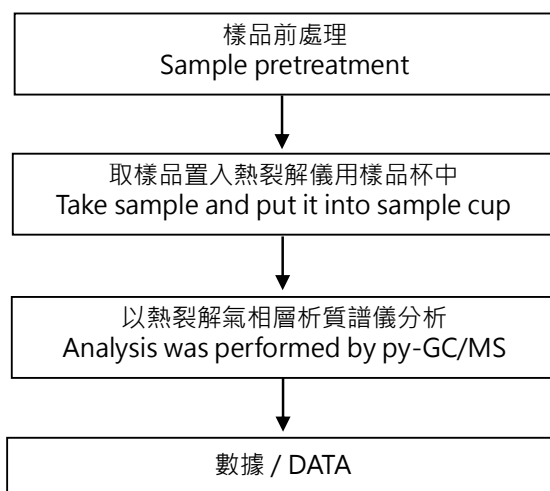 樣品前處理
Sample pretreatment
取樣品置入熱裂解儀用樣品杯中
Take sample and put it into sample cup
以熱裂解氣相層析質譜儀分析
Analysis was performed by py-GC/MS
數據 / DATA